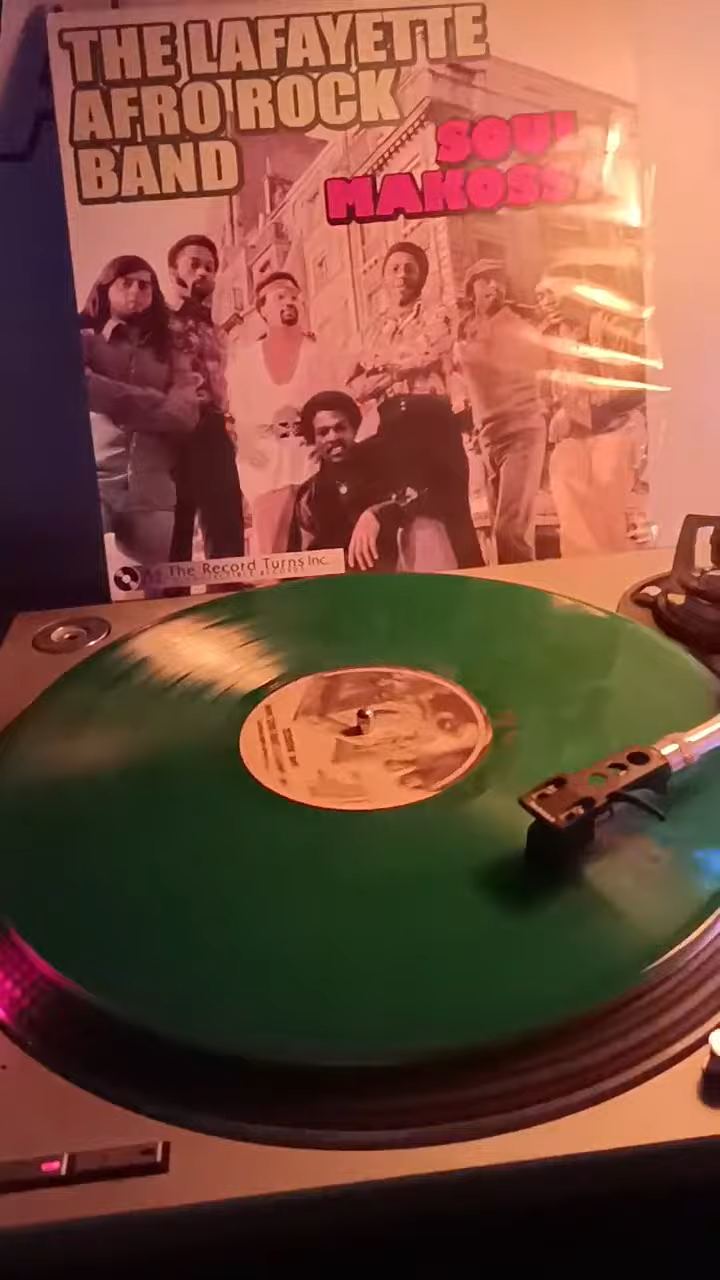 THE LAFAYETTE
AFRO ROCK
BAND
SOUL
MAKOSSA
The Record Turns Inc.